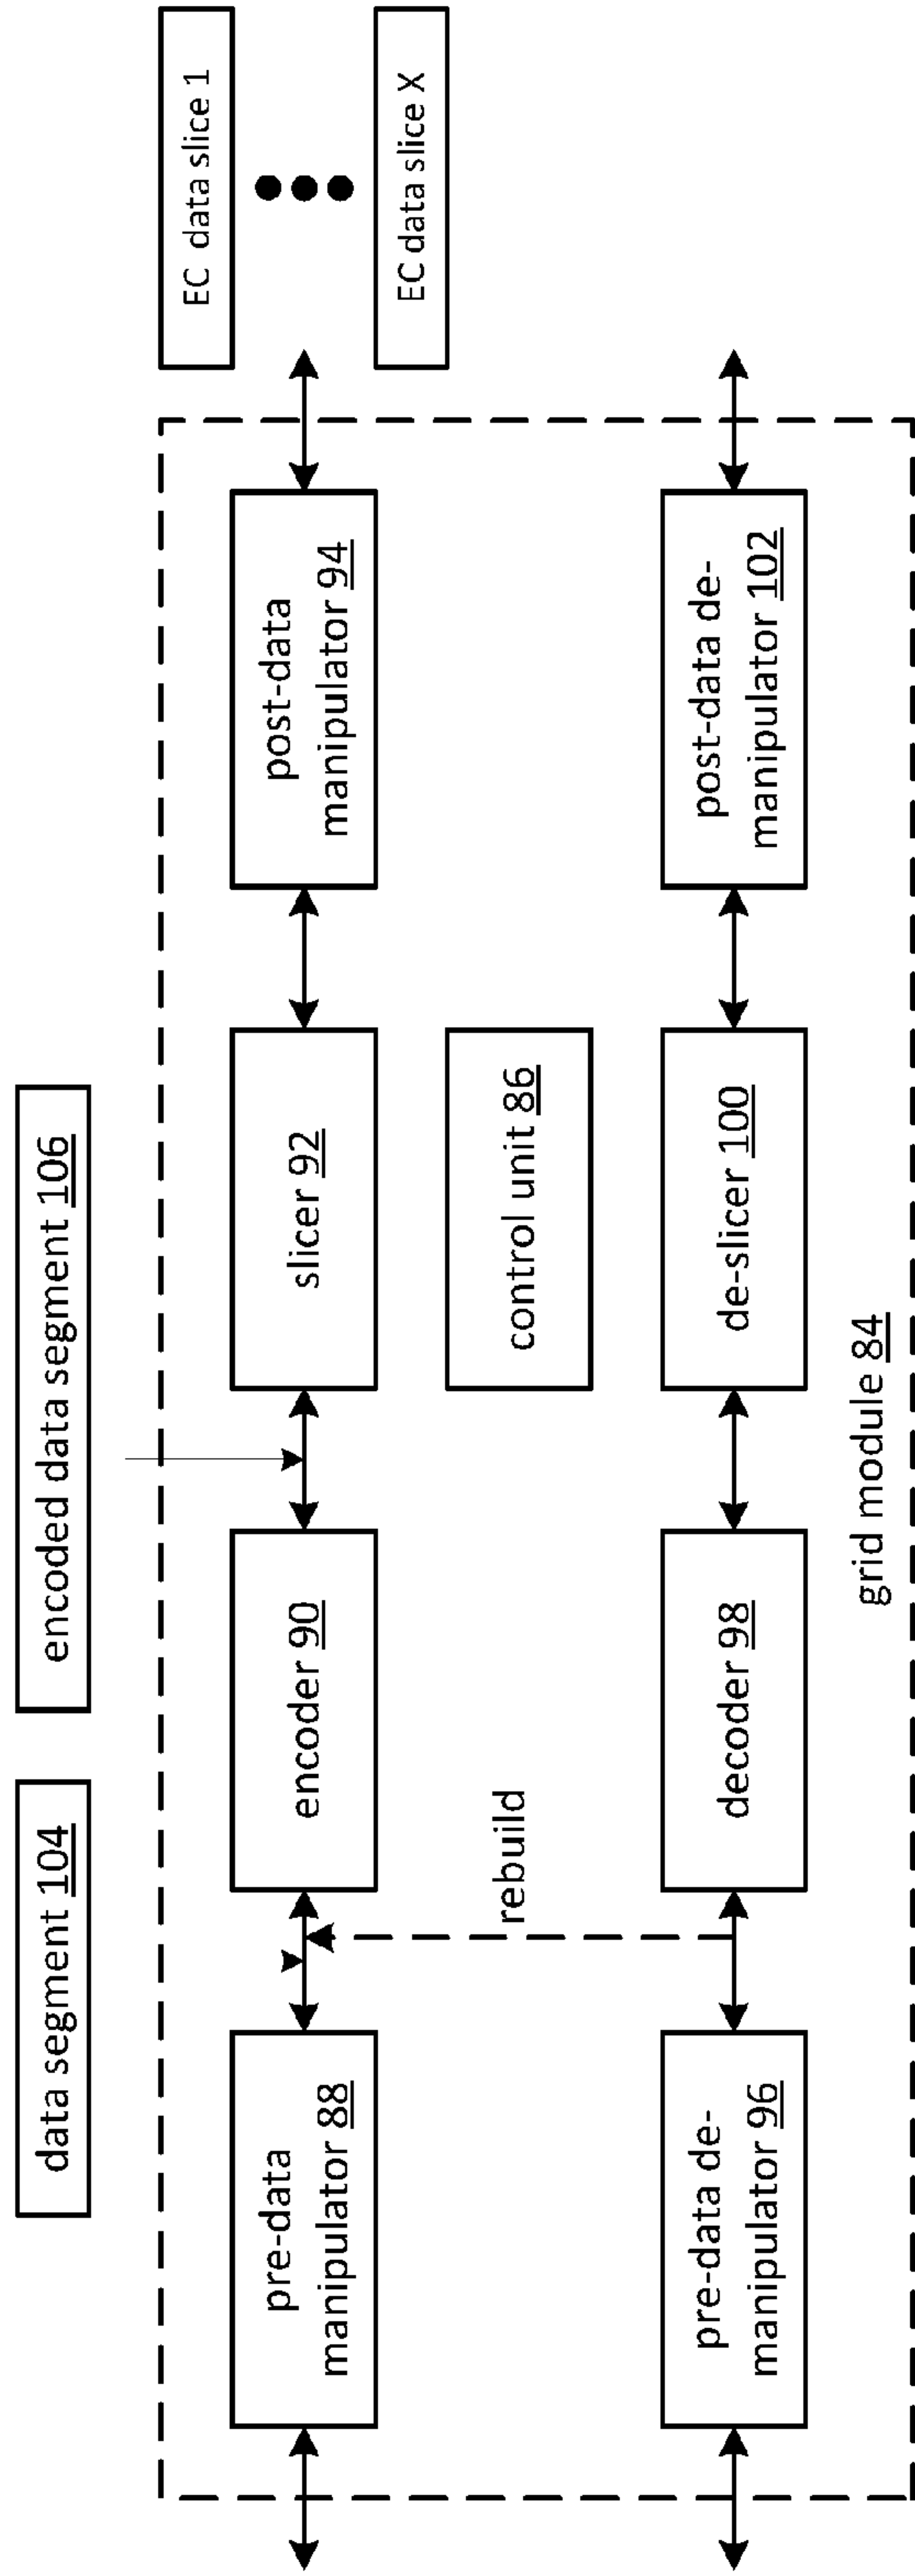 data segment 104
encoded data segment 106
EC data slice 1
EC data slice X
pre-data
manipulator 88
encoder 90
slicer 92
post-data
manipulator 94
rebuild
control unit 86
pre-data de-
manipulator 96
decoder 98
de-slicer 100
post-data de-
manipulator 102
grid module 84